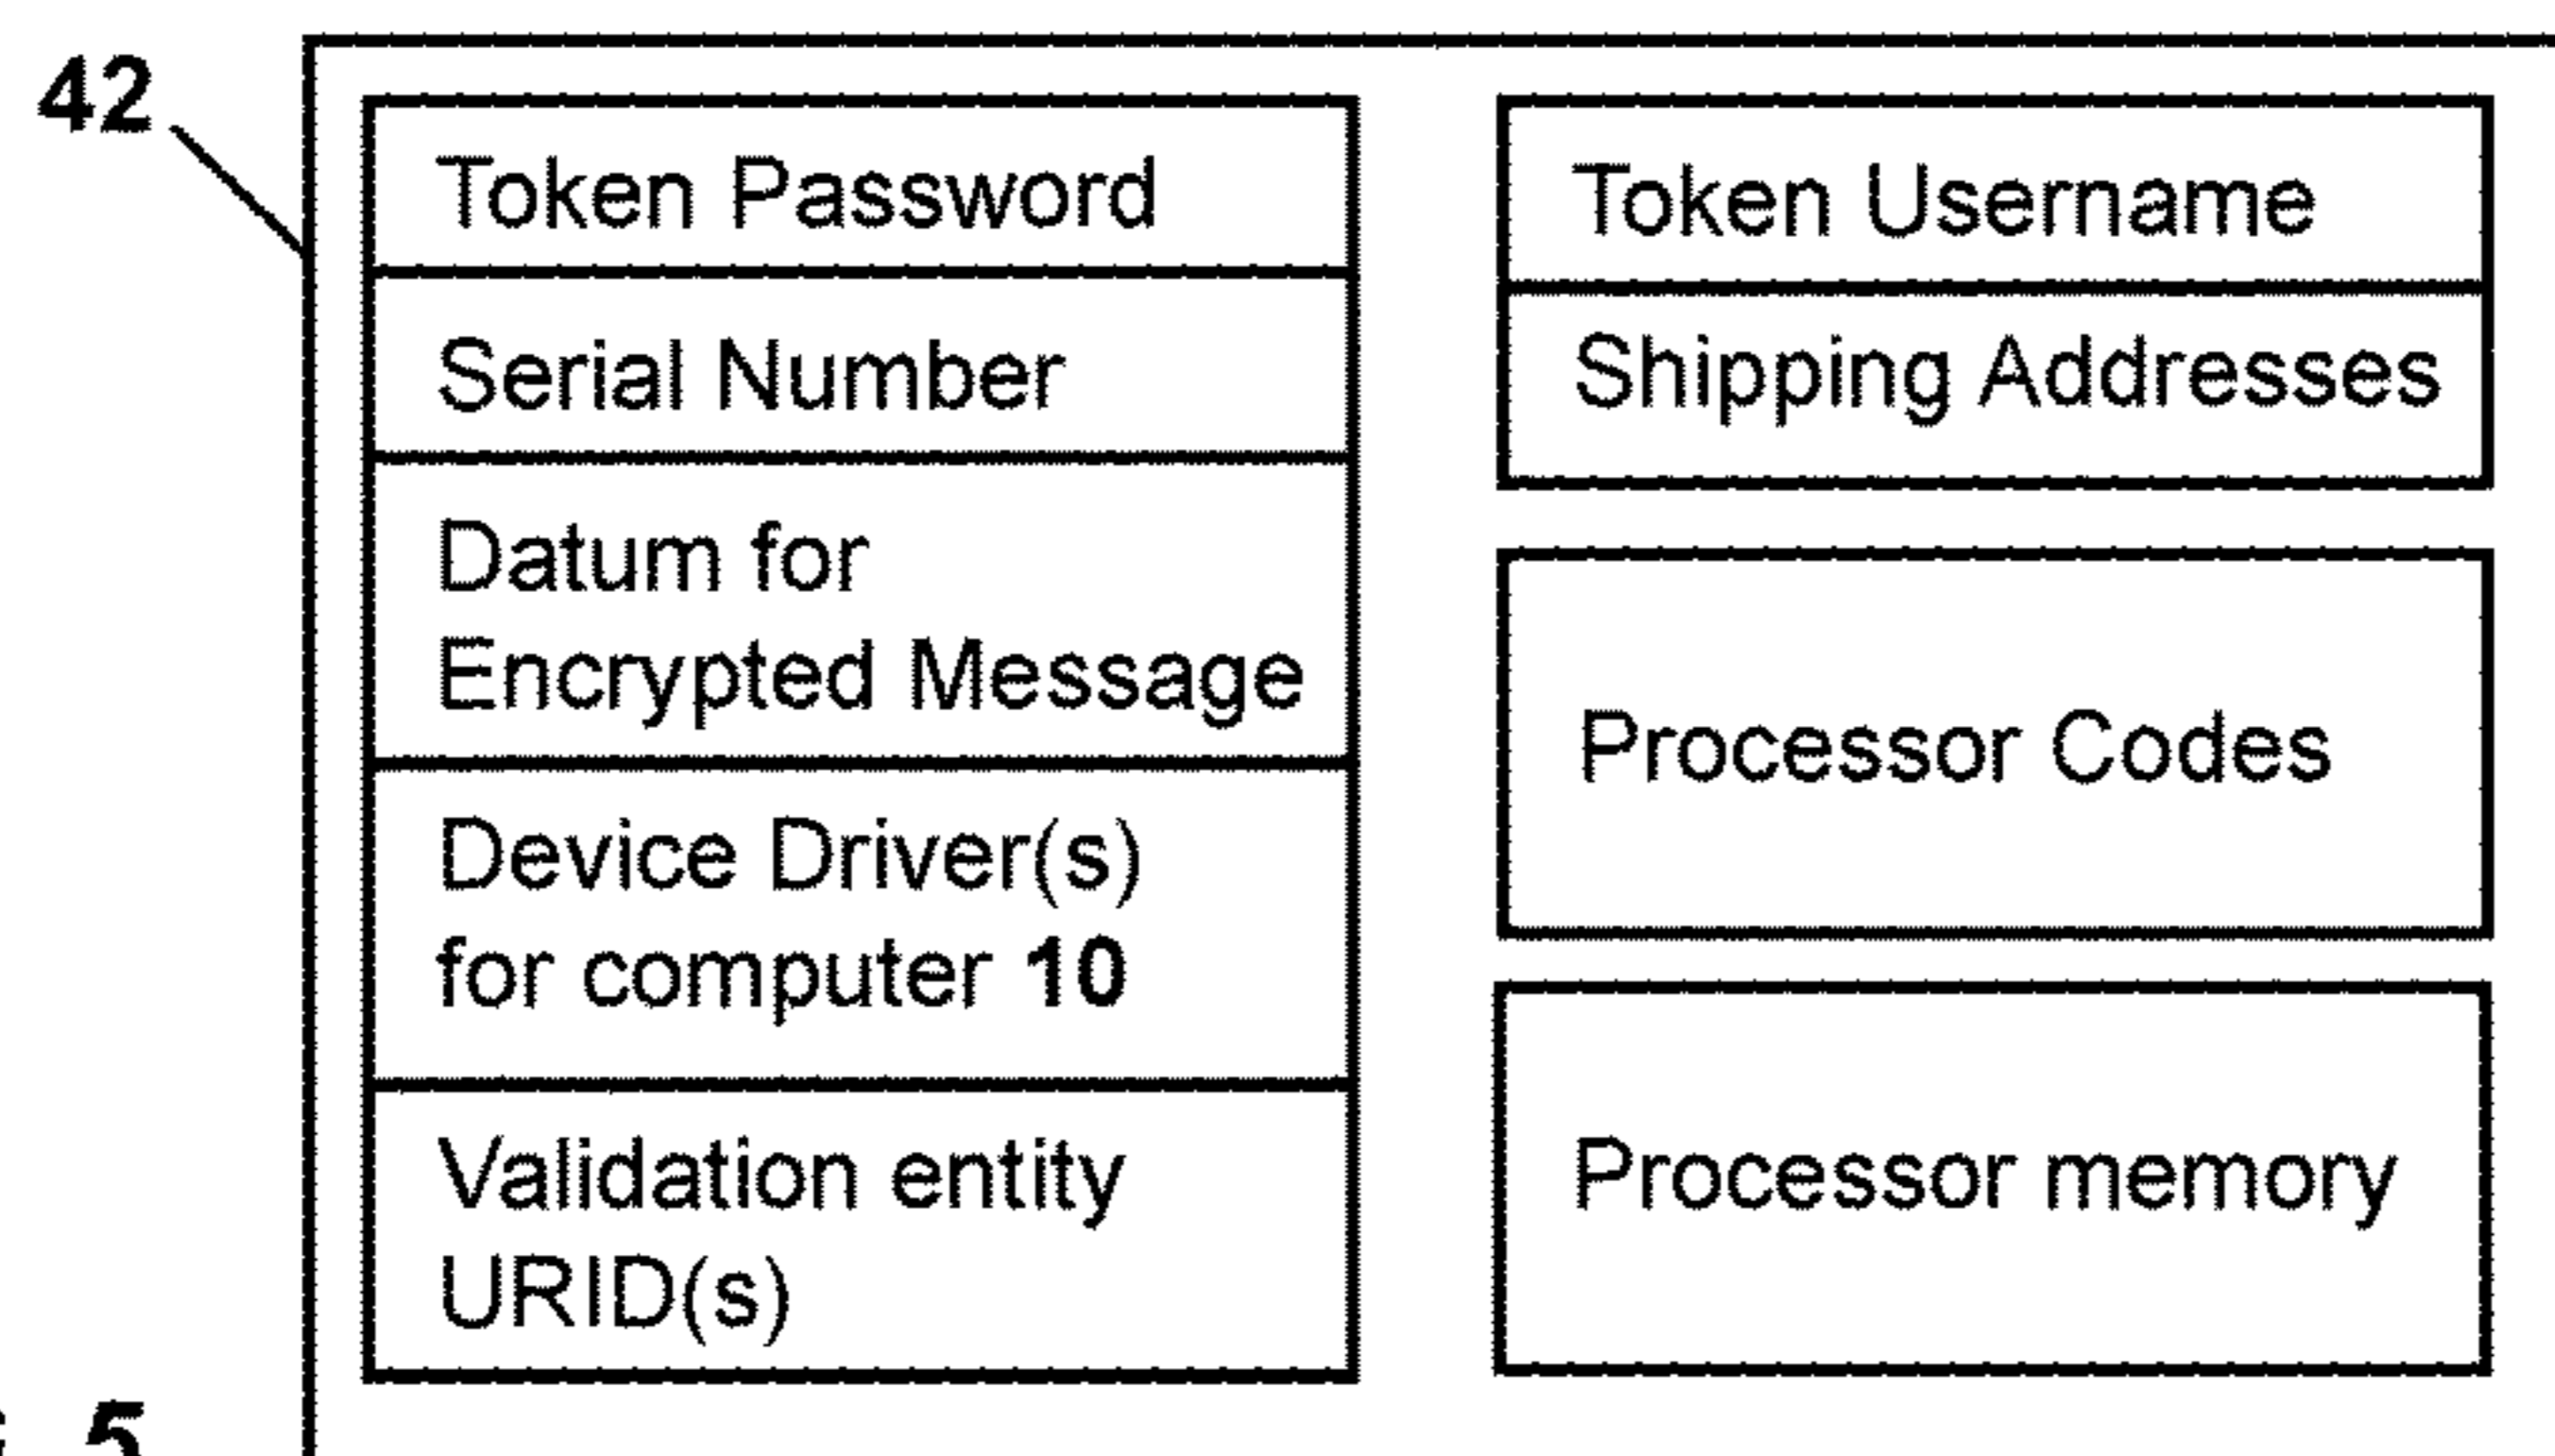 42
Token Password
Serial Number
Datum for
Encrypted Message
Device Driver(s)
for computer 10
Validation entity
URID(s)
Token Username
Shipping Addresses
Processor Codes
Processor memory
5